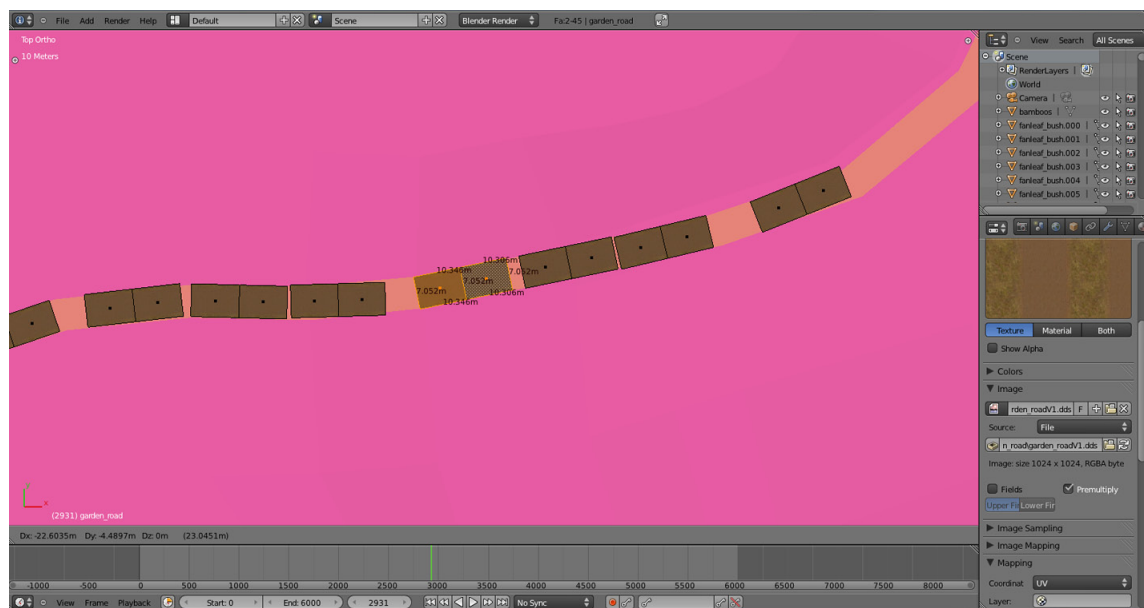 File Add Render Help Default Scene Blender Render Fa:2-45 | garden_road
Top Ortho
10 Meters
View Search All Scenes
Scene
RenderLayers |
World
Camera |
bamboos |
fanleaf_bush.000
fanleaf_bush.001
fanleaf_bush.002
fanleaf_bush.003
fanleaf_bush.004
fanleaf_bush.005
10.346m 10.306m
7.052m 7.052m 7.052m
10.346m 10.306m
Texture Material Both
Show Alpha
Colors
Image
rden_roadV1.dds F
Source: File
n_road\garden_roadV1.dds
Image: size 1024 x 1024, RGBA byte
Fields Premultiply
Upper Fi Lower Fir
Image Sampling
Image Mapping
Mapping
Coordinat UV
Layer:
y
x
(2931) garden_road
Dx: -22.6035m Dy: -4.4897m Dz: 0m (23.0451m)
-1000 -500 0 500 1000 1500 2000 2500 3000 3500 4000 4500 5000 5500 6000 6500 7000 7500 8000
View Frame Playback Start: 0 End: 6000 2931 No Sync